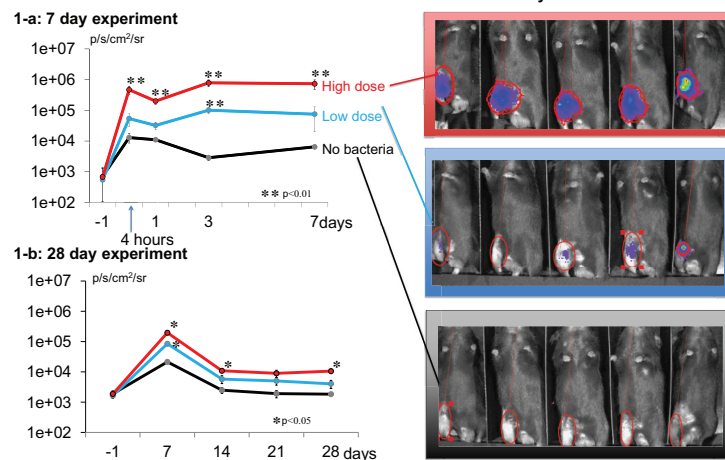 1-a: 7 day experiment
p/s/cm²/sr
1e+07
1e+06
1e+05
1e+04
1e+03
1e+02
** ** ** **
**
High dose
Low dose
No bacteria
** p<0.01
-1 1 3 7days
4 hours
1-b: 28 day experiment
p/s/cm²/sr
1e+07
1e+06
1e+05
1e+04
1e+03
1e+02
*
*
* *
*p<0.05
-1 7 14 21 28 days